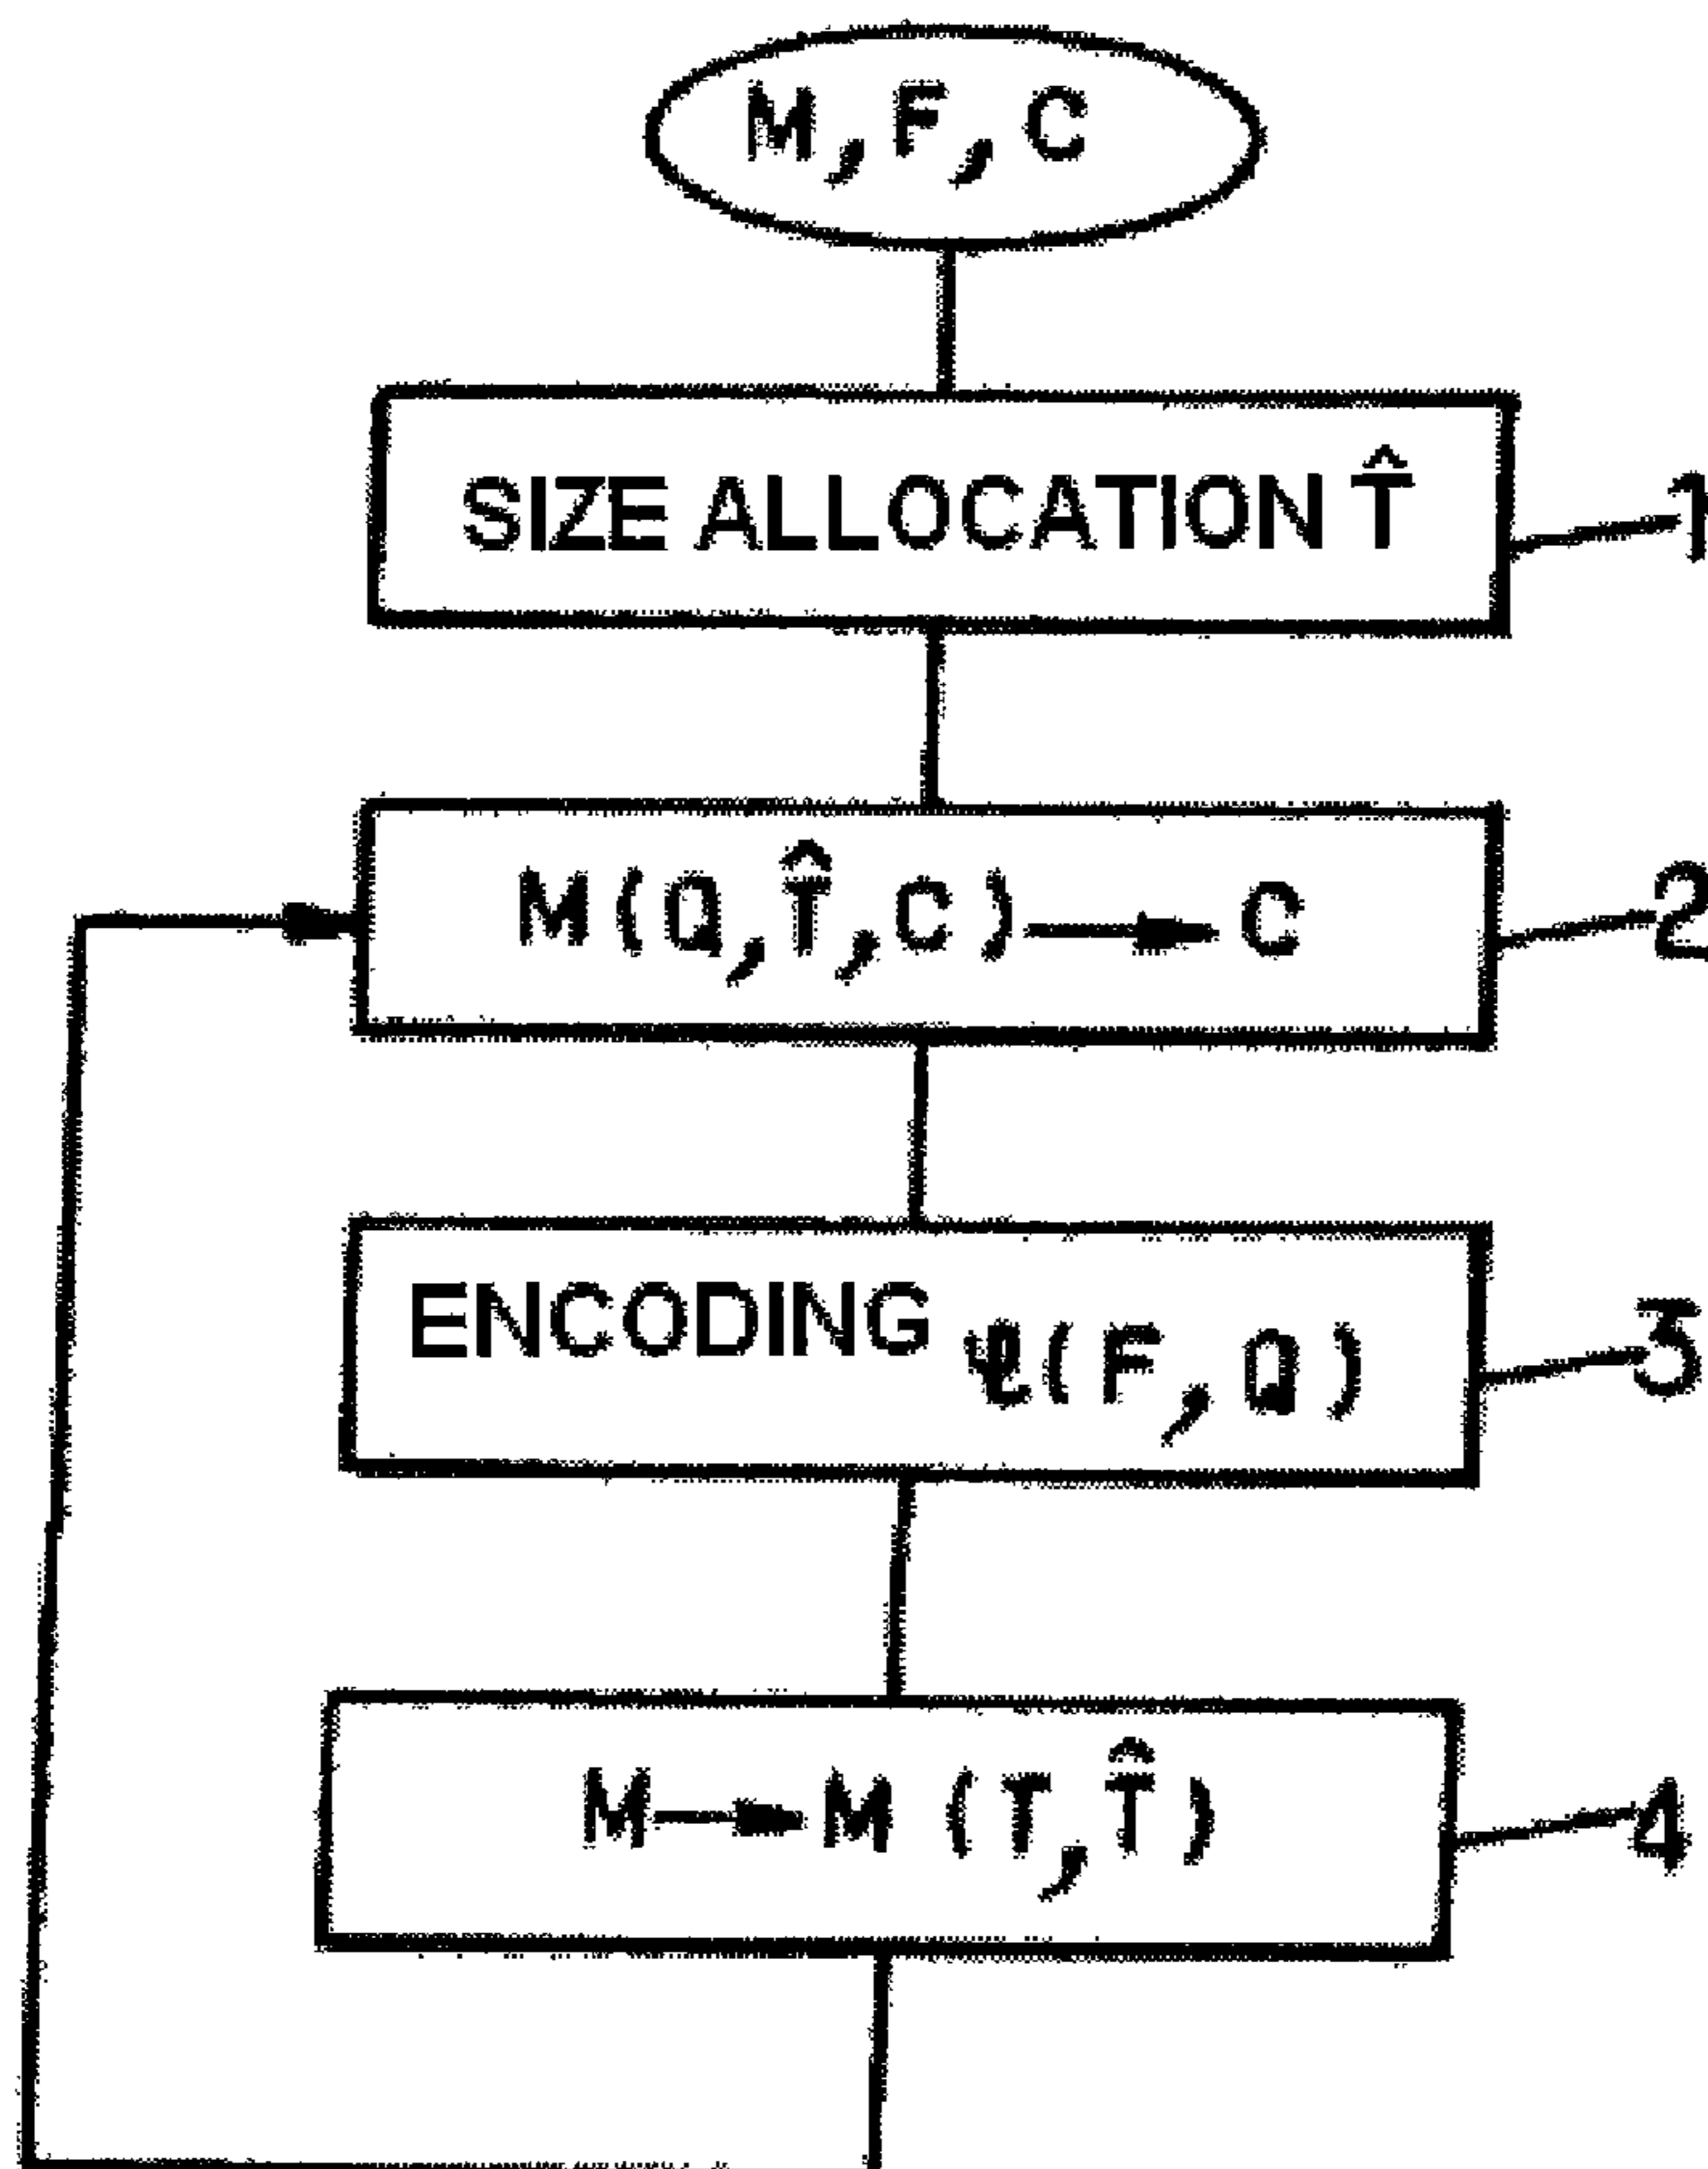 M,F,C
SIZE ALLOCATION T̂
1
M(Q,T̂,C)→C
2
ENCODING (F,Q)
3
M→M(T,T̂)
4